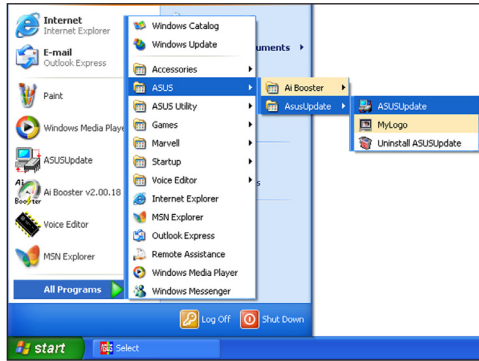 Internet
Internet Explorer
E-mail
Outlook Express
Paint
Windows Media Playe
ASUSUpdate
Ai Booster
Ai Booster v2.00.18
Voice Editor
MSN Explorer
All Programs
uments
s
Log Off
Shut Down
Windows Catalog
Windows Update
Accessories
ASUS
ASUS Utility
Games
Marvell
Startup
Voice Editor
Internet Explorer
MSN Explorer
Outlook Express
Remote Assistance
Windows Media Player
Windows Messenger
Ai Booster
AsusUpdate
ASUSUpdate
MyLogo
Uninstall ASUSUpdate
start
Select